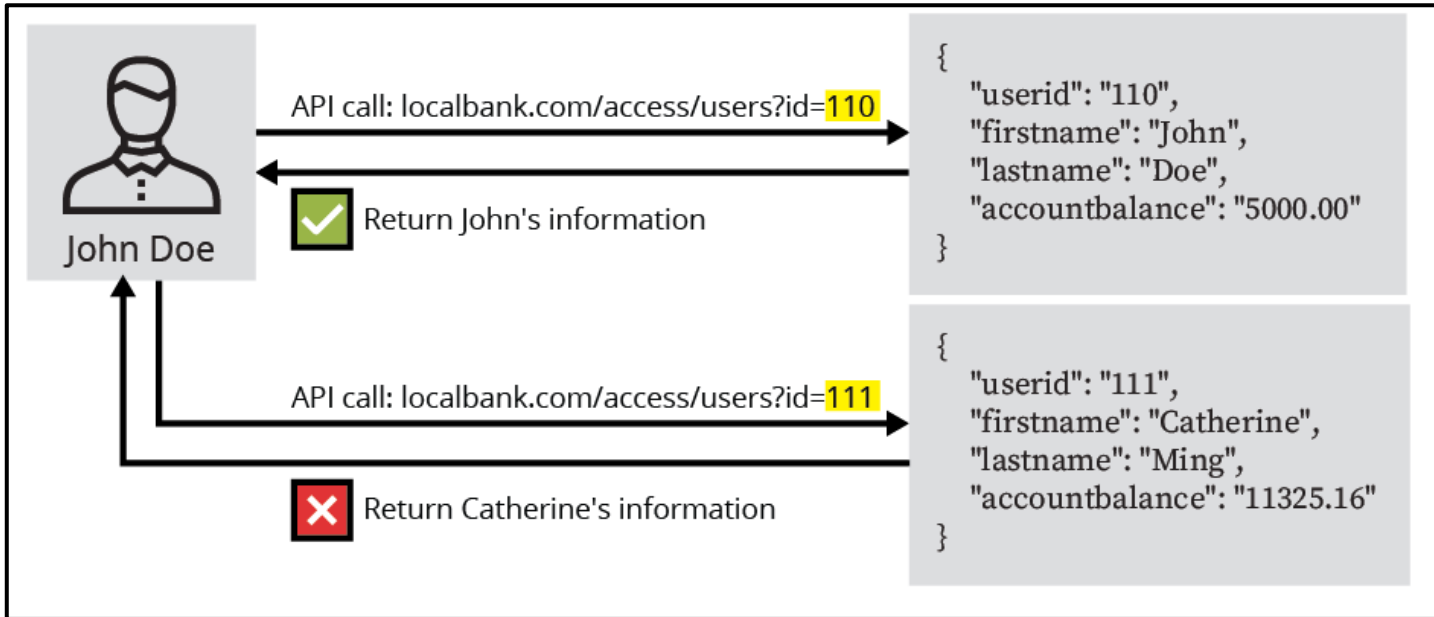 John Doe
API call: localbank.com/access/users?id=110
Return John's information
{
"userid": "110",
"firstname": "John",
"lastname": "Doe",
"accountbalance": "5000.00"
}
API call: localbank.com/access/users?id=111
Return Catherine's information
{
"userid": "111",
"firstname": "Catherine",
"lastname": "Ming",
"accountbalance": "11325.16"
}